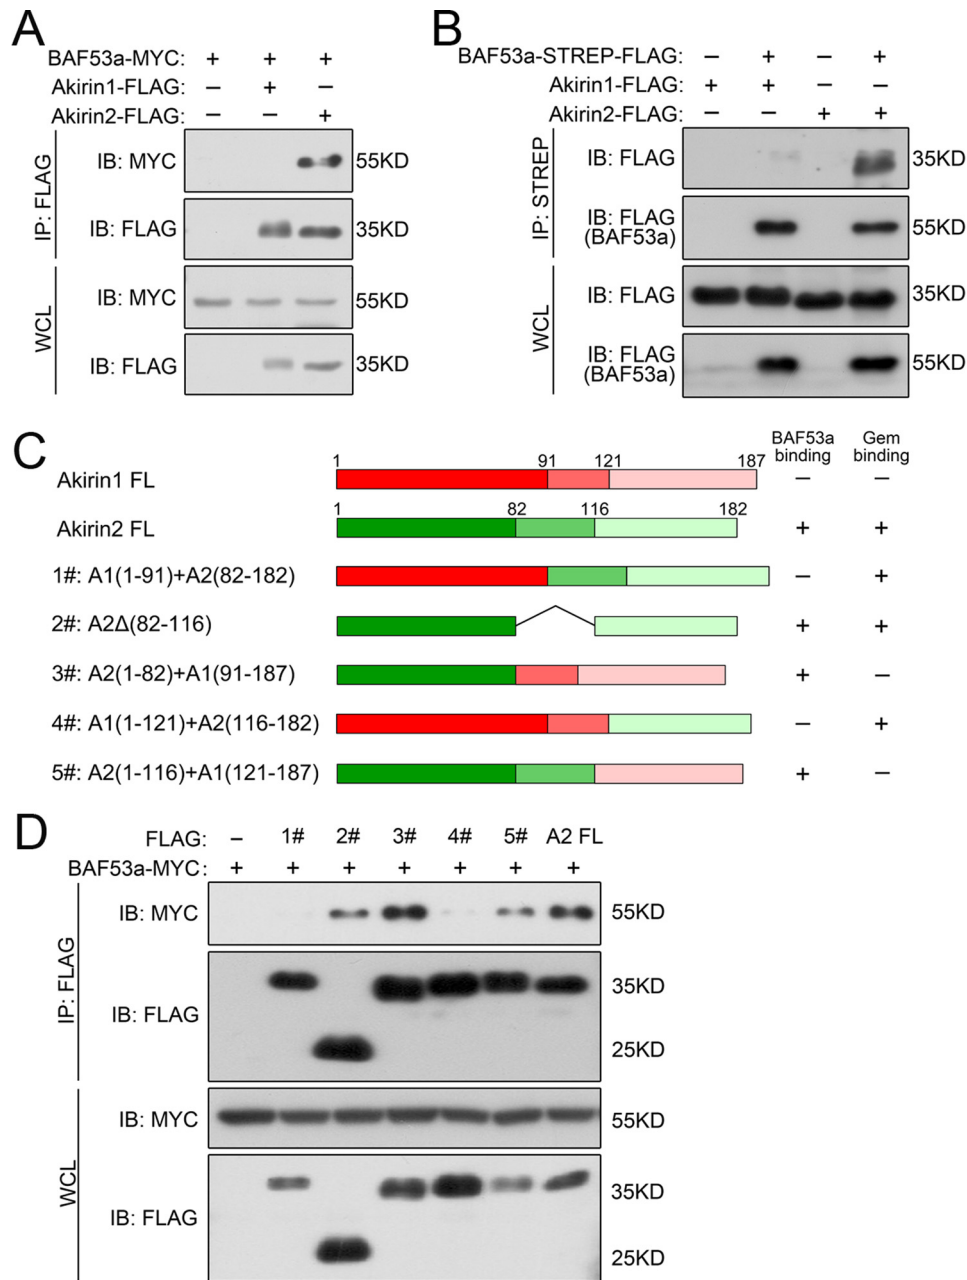 A
BAF53a-MYC: + + +
Akirin1-FLAG: – + –
Akirin2-FLAG: – – +
IP: FLAG
IB: MYC 55KD
IB: FLAG 35KD
WCL
IB: MYC 55KD
IB: FLAG 35KD
B
BAF53a-STREP-FLAG: – + – +
Akirin1-FLAG: + + – –
Akirin2-FLAG: – – + +
IP: STREP
IB: FLAG 35KD
IB: FLAG
(BAF53a) 55KD
WCL
IB: FLAG 35KD
IB: FLAG
(BAF53a) 55KD
C
BAF53a Gem
binding binding
1 91 121 187
Akirin1 FL – –
1 82 116 182
Akirin2 FL + +
1#: A1(1-91)+A2(82-182) – +
2#: A2Δ(82-116) + +
3#: A2(1-82)+A1(91-187) + –
4#: A1(1-121)+A2(116-182) – +
5#: A2(1-116)+A1(121-187) + –
D
FLAG: – 1# 2# 3# 4# 5# A2 FL
BAF53a-MYC: + + + + + + +
IP: FLAG
IB: MYC 55KD
35KD
IB: FLAG
25KD
WCL
IB: MYC 55KD
35KD
IB: FLAG
25KD